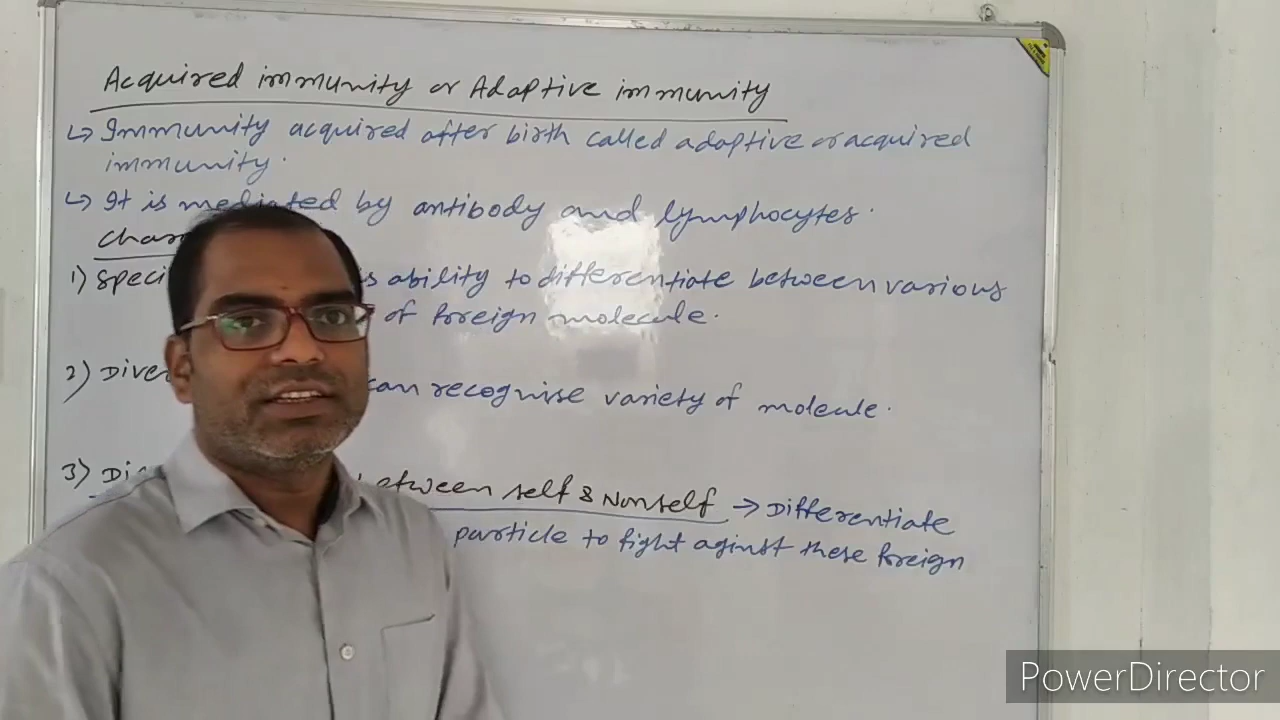 Acquired immunity or Adaptive immunity
↳ Immunity acquired after birth called adaptive or acquired
immunity.
↳ It is mediated by antibody and lymphocytes.
1) is ability to differentiate between various
of foreign molecule.
2) can recognise variety of molecule.
3) between self & Nonself → Differentiate
particle to fight against these foreign
PowerDirector